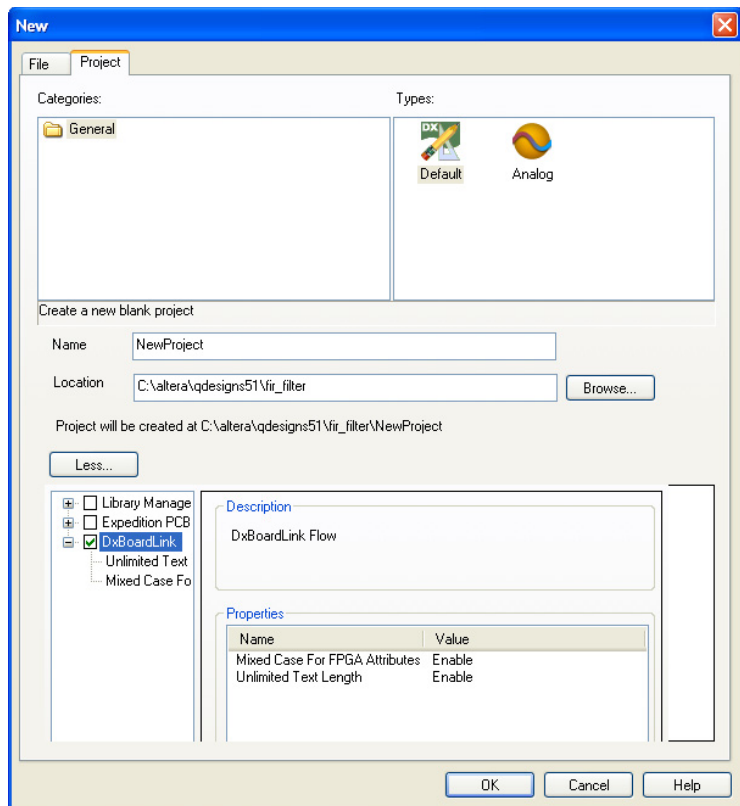 New
File Project
Categories: Types:
General
DX
Default Analog
Create a new blank project
Name NewProject
Location C:\altera\qdesigns51\fir_filter Browse...
Project will be created at C:\altera\qdesigns51\fir_filter\NewProject
Less...
Library Manage
Expedition PCB
DxBoardLink
Unlimited Text
Mixed Case Fo
Description
DxBoardLink Flow
Properties
Name Value
Mixed Case For FPGA Attributes Enable
Unlimited Text Length Enable
OK Cancel Help